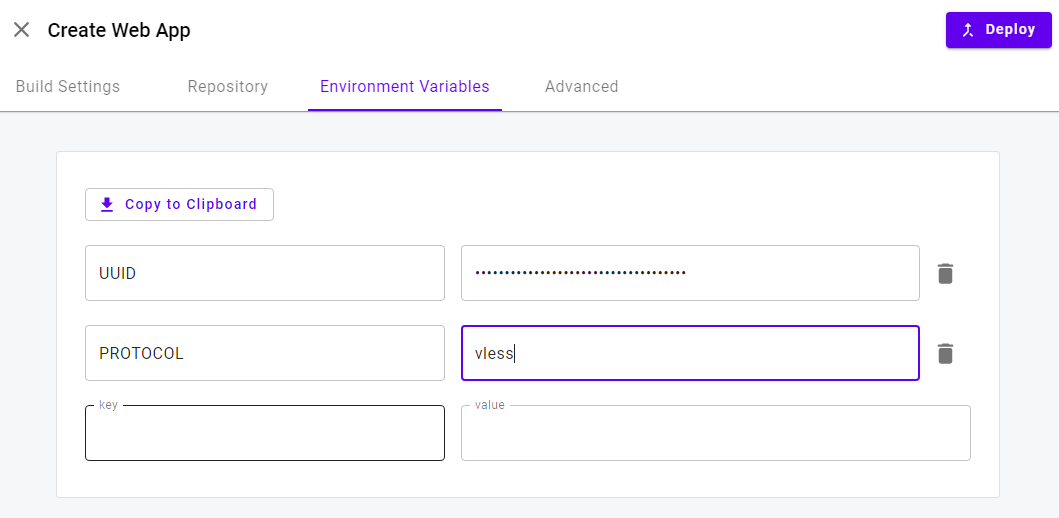 Create Web App
Deploy
Build Settings Repository Environment Variables Advanced
Copy to Clipboard
UUID ••••••••••••••••••••••••••••••••••••
PROTOCOL vless
key value